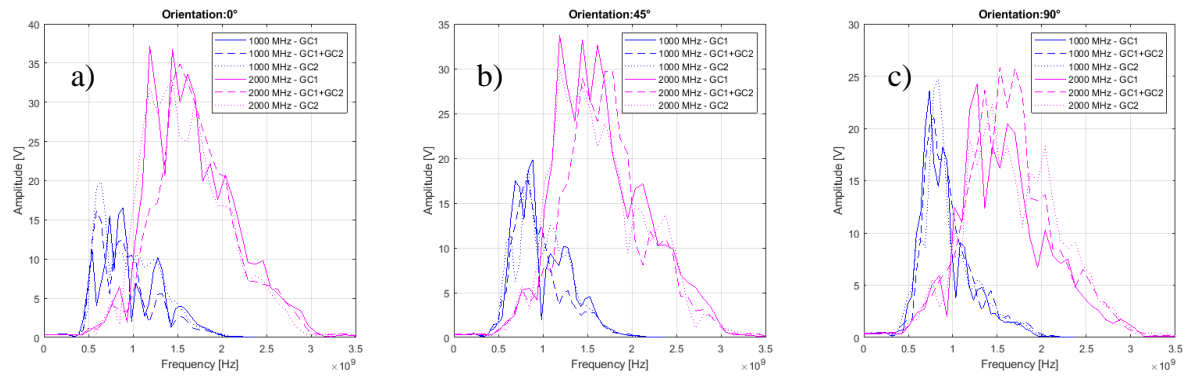 Orientation:0°
40
35
30
25
20
15
10
5
0
Amplitude [V]
a)
1000 MHz - GC1
1000 MHz - GC1+GC2
1000 MHz - GC2
2000 MHz - GC1
2000 MHz - GC1+GC2
2000 MHz - GC2
0 0.5 1 1.5 2 2.5 3 3.5
Frequency [Hz]
×10⁹
Orientation:45°
35
30
25
20
15
10
5
0
Amplitude [V]
b)
1000 MHz - GC1
1000 MHz - GC1+GC2
1000 MHz - GC2
2000 MHz - GC1
2000 MHz - GC1+GC2
2000 MHz - GC2
0 0.5 1 1.5 2 2.5 3 3.5
Frequency [Hz]
×10⁹
Orientation:90°
30
25
20
15
10
5
0
Amplitude [V]
c)
1000 MHz - GC1
1000 MHz - GC1+GC2
1000 MHz - GC2
2000 MHz - GC1
2000 MHz - GC1+GC2
2000 MHz - GC2
0 0.5 1 1.5 2 2.5 3 3.5
Frequency [Hz]
×10⁹